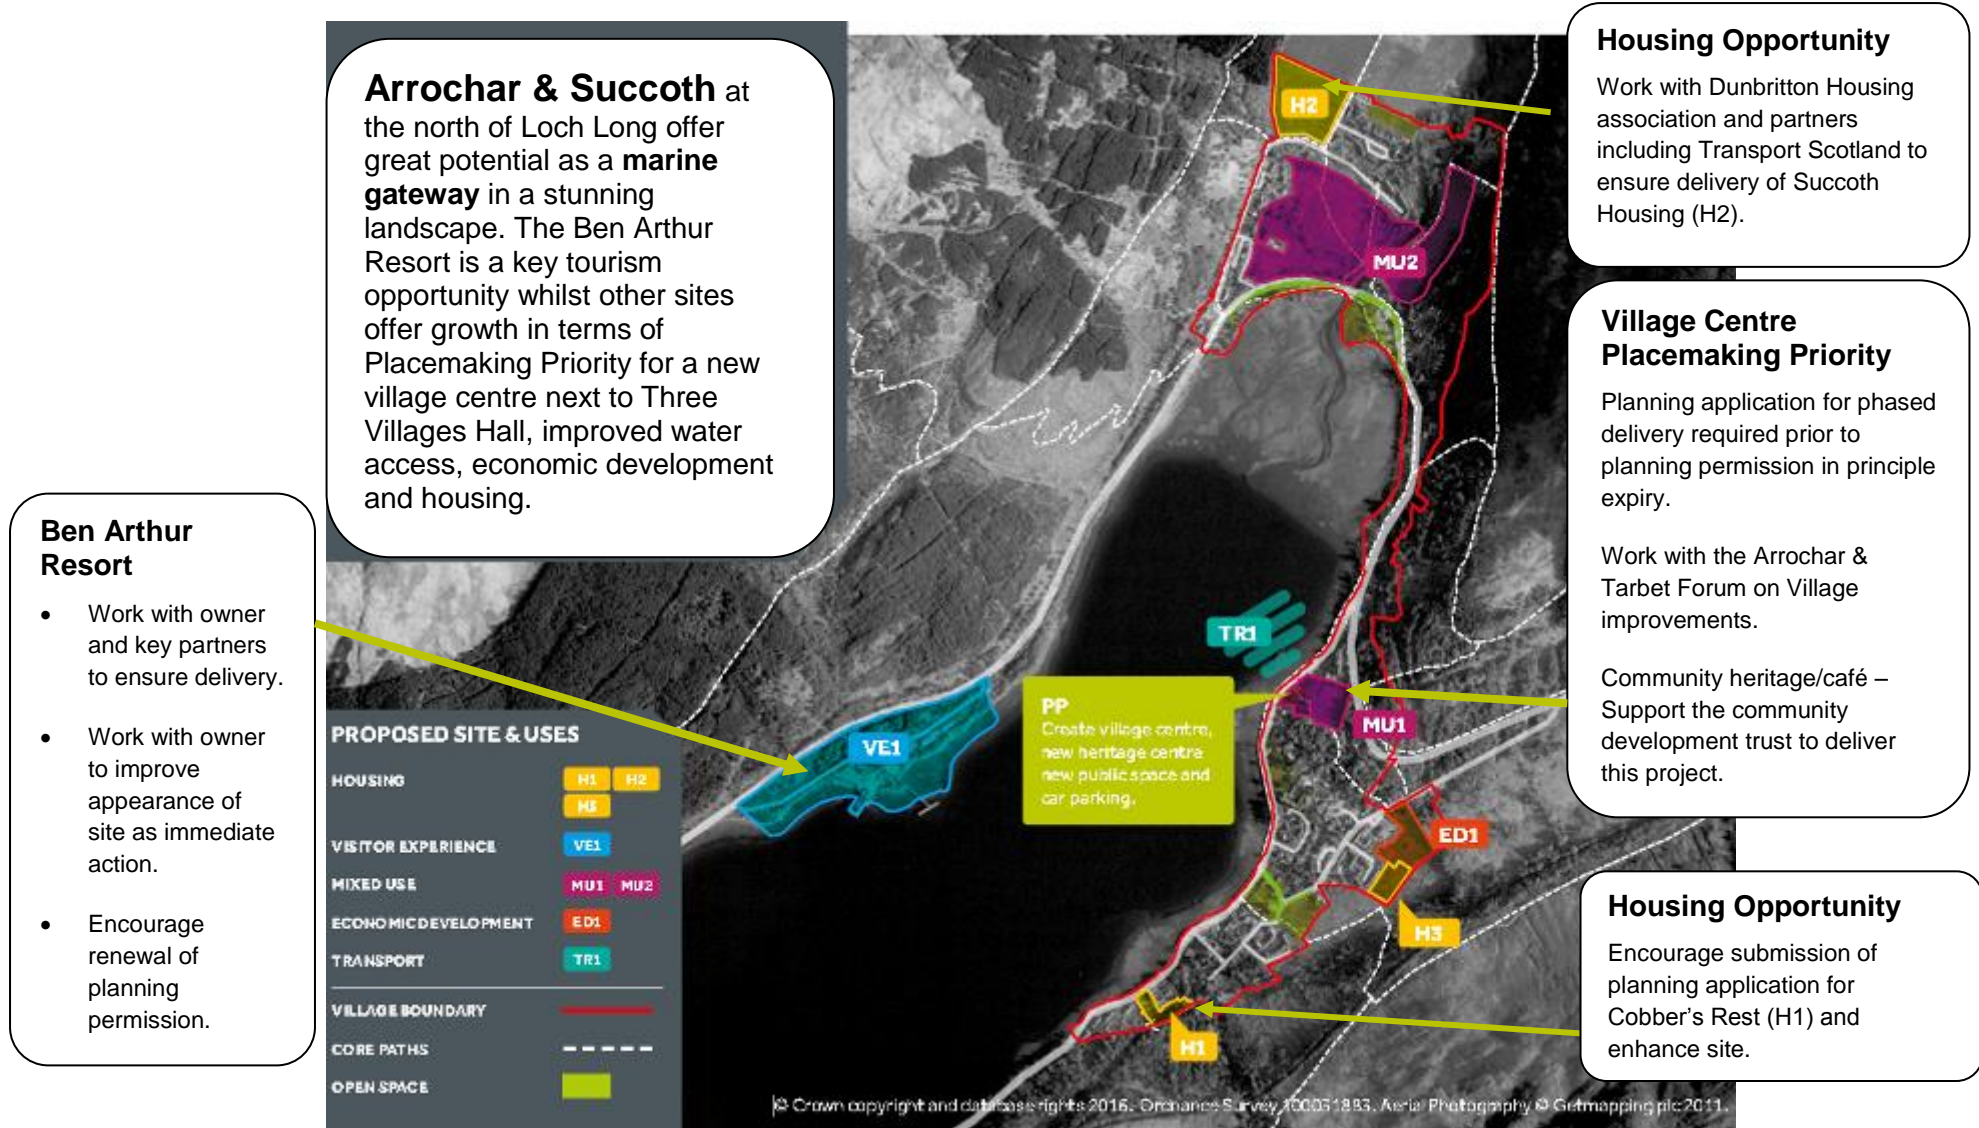 Arrochar & Succoth at
the north of Loch Long offer
great potential as a marine
gateway in a stunning
landscape. The Ben Arthur
Resort is a key tourism
opportunity whilst other sites
offer growth in terms of
Placemaking Priority for a new
village centre next to Three
Villages Hall, improved water
access, economic development
and housing.
Housing Opportunity
Work with Dunbritton Housing
association and partners
including Transport Scotland to
ensure delivery of Succoth
Housing (H2).
Village Centre
Placemaking Priority
Planning application for phased
delivery required prior to
planning permission in principle
expiry.
Work with the Arrochar &
Tarbet Forum on Village
improvements.
Community heritage/café –
Support the community
development trust to deliver
this project.
Housing Opportunity
Encourage submission of
planning application for
Cobber's Rest (H1) and
enhance site.
Ben Arthur
Resort
• Work with owner
and key partners
to ensure delivery.
• Work with owner
to improve
appearance of
site as immediate
action.
• Encourage
renewal of
planning
permission.
H2
MU2
TR1
PP
Create village centre,
new heritage centre
new public space and
car parking.
MU1
VE1
ED1
H3
H1
PROPOSED SITE & USES
HOUSING H1 H2
H3
VISITOR EXPERIENCE VE1
MIXED USE MU1 MU2
ECONOMIC DEVELOPMENT ED1
TRANSPORT TR1
VILLAGE BOUNDARY
CORE PATHS
OPEN SPACE
© Crown copyright and database rights 2016. Ordnance Survey 100031883. Aerial Photography © Getmapping plc 2011.